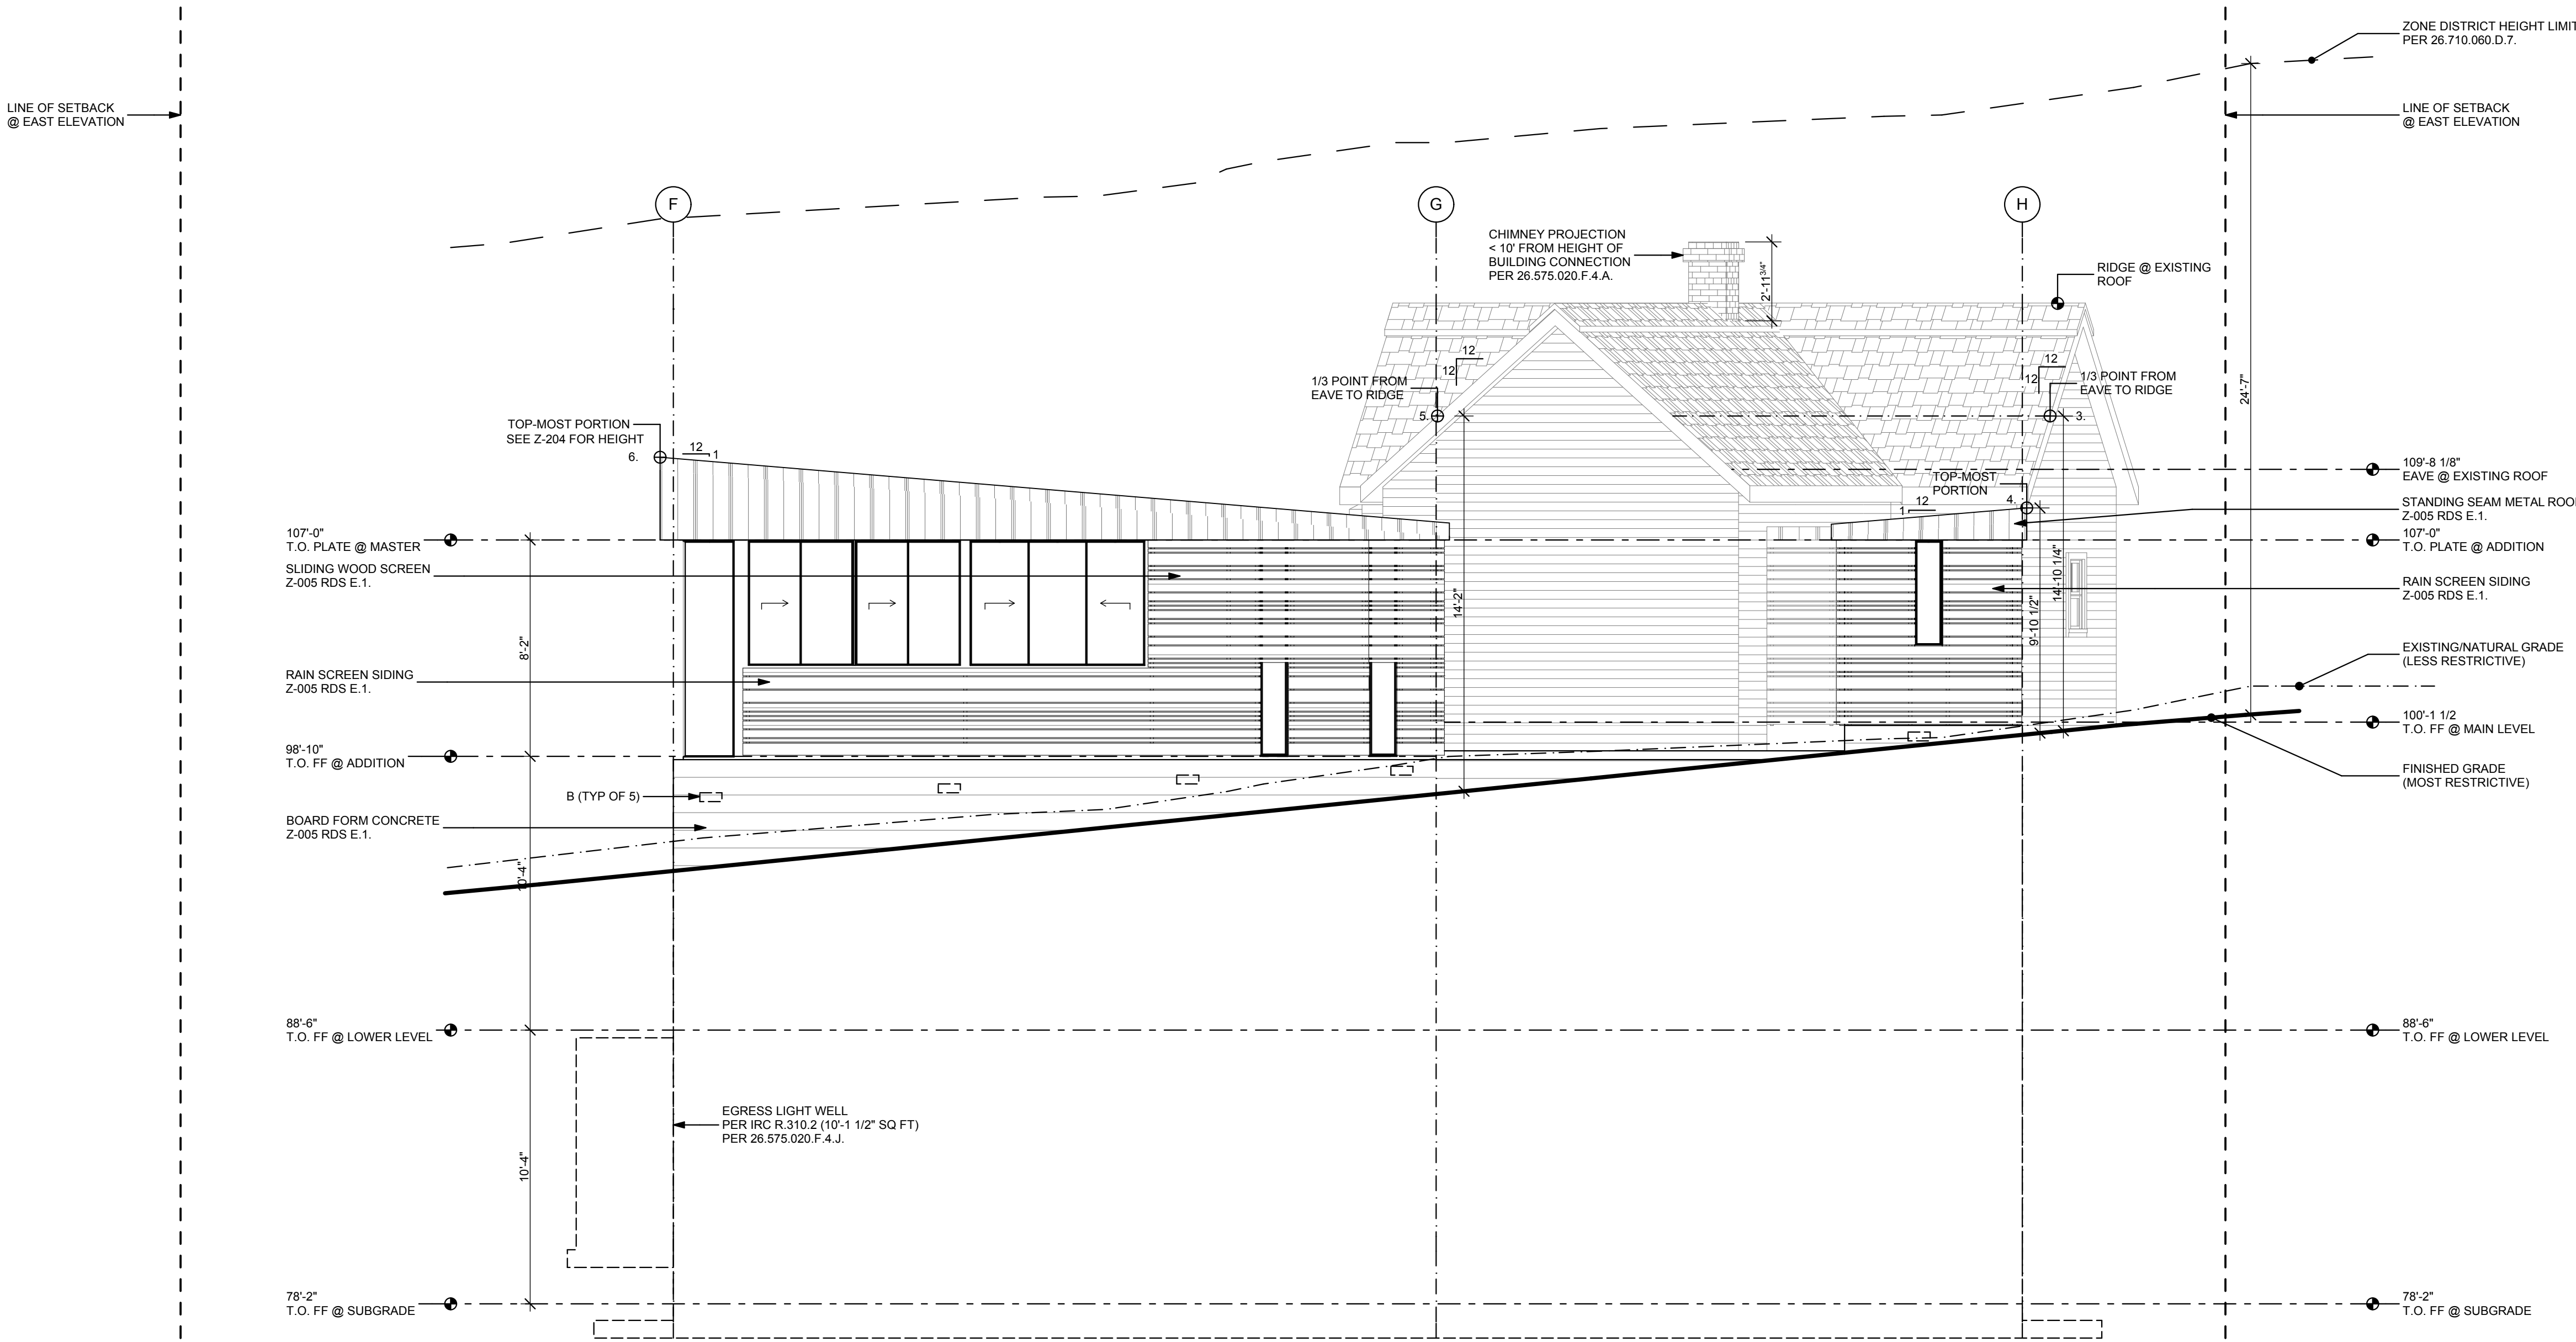 ZONE DISTRICT HEIGHT LIMIT
PER 26.710.060.D.7.
LINE OF SETBACK
@ EAST ELEVATION
LINE OF SETBACK
@ EAST ELEVATION
F
G
H
CHIMNEY PROJECTION
< 10' FROM HEIGHT OF
BUILDING CONNECTION
PER 26.575.020.F.4.A.
2'-11 3/4"
RIDGE @ EXISTING
ROOF
12
12
1/3 POINT FROM
EAVE TO RIDGE
5.
12
12
1/3 POINT FROM
EAVE TO RIDGE
3.
24'-7"
TOP-MOST PORTION
SEE Z-204 FOR HEIGHT
6.
12
1
109'-8 1/8"
EAVE @ EXISTING ROOF
TOP-MOST
PORTION
4.
12
1
STANDING SEAM METAL ROO
Z-005 RDS E.1.
107'-0"
T.O. PLATE @ MASTER
107'-0"
T.O. PLATE @ ADDITION
SLIDING WOOD SCREEN
Z-005 RDS E.1.
RAIN SCREEN SIDING
Z-005 RDS E.1.
14'-2"
9'-10 1/2"
14'-10 1/4"
8'-2"
EXISTING/NATURAL GRADE
(LESS RESTRICTIVE)
RAIN SCREEN SIDING
Z-005 RDS E.1.
100'-1 1/2
T.O. FF @ MAIN LEVEL
98'-10"
T.O. FF @ ADDITION
FINISHED GRADE
(MOST RESTRICTIVE)
B (TYP OF 5)
BOARD FORM CONCRETE
Z-005 RDS E.1.
10'-4"
88'-6"
T.O. FF @ LOWER LEVEL
88'-6"
T.O. FF @ LOWER LEVEL
EGRESS LIGHT WELL
PER IRC R.310.2 (10'-1 1/2" SQ FT)
PER 26.575.020.F.4.J.
10'-4"
78'-2"
T.O. FF @ SUBGRADE
78'-2"
T.O. FF @ SUBGRADE